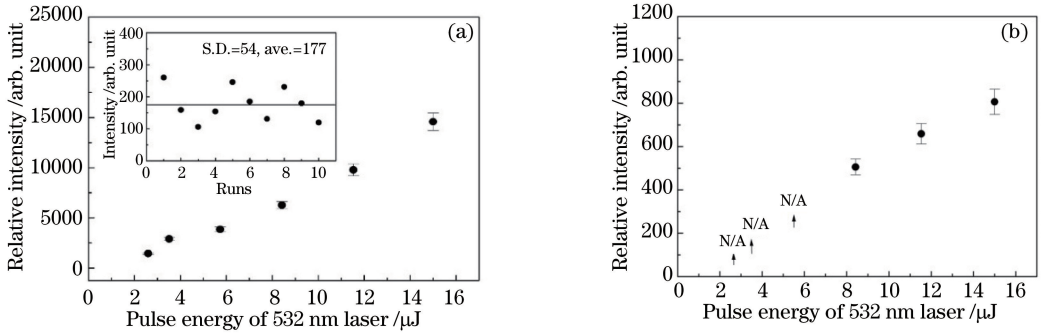 25000
20000
15000
10000
5000
0
Relative intensity /arb. unit
(a)
400
300
200
100
0
Intensity /arb. unit
S.D.=54, ave.=177
0 2 4 6 8 10
Runs
0 2 4 6 8 10 12 14 16
Pulse energy of 532 nm laser /μJ
1200
1000
800
600
400
200
0
Relative intensity /arb. unit
(b)
N/A
N/A
N/A
0 2 4 6 8 10 12 14 16
Pulse energy of 532 nm laser /μJ